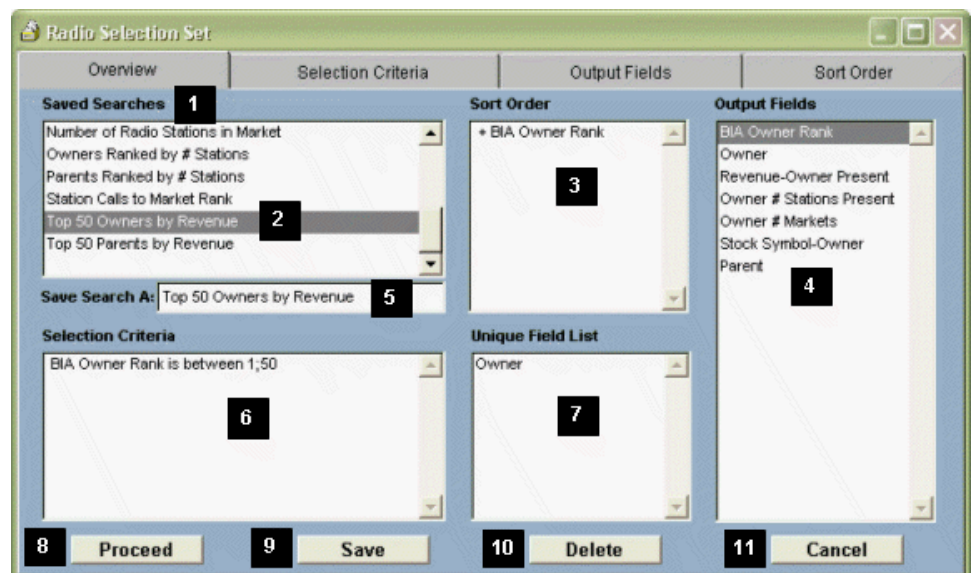 Radio Selection Set
Overview
Selection Criteria
Output Fields
Sort Order
Saved Searches
1
Number of Radio Stations in Market
Owners Ranked by # Stations
Parents Ranked by # Stations
Station Calls to Market Rank
Top 50 Owners by Revenue
2
Top 50 Parents by Revenue
Save Search A: Top 50 Owners by Revenue
5
Sort Order
+ BIA Owner Rank
3
Output Fields
BIA Owner Rank
Owner
Revenue-Owner Present
Owner # Stations Present
Owner # Markets
Stock Symbol-Owner
Parent
4
Selection Criteria
BIA Owner Rank is between 1;50
6
Unique Field List
Owner
7
8 Proceed
9 Save
10 Delete
11 Cancel